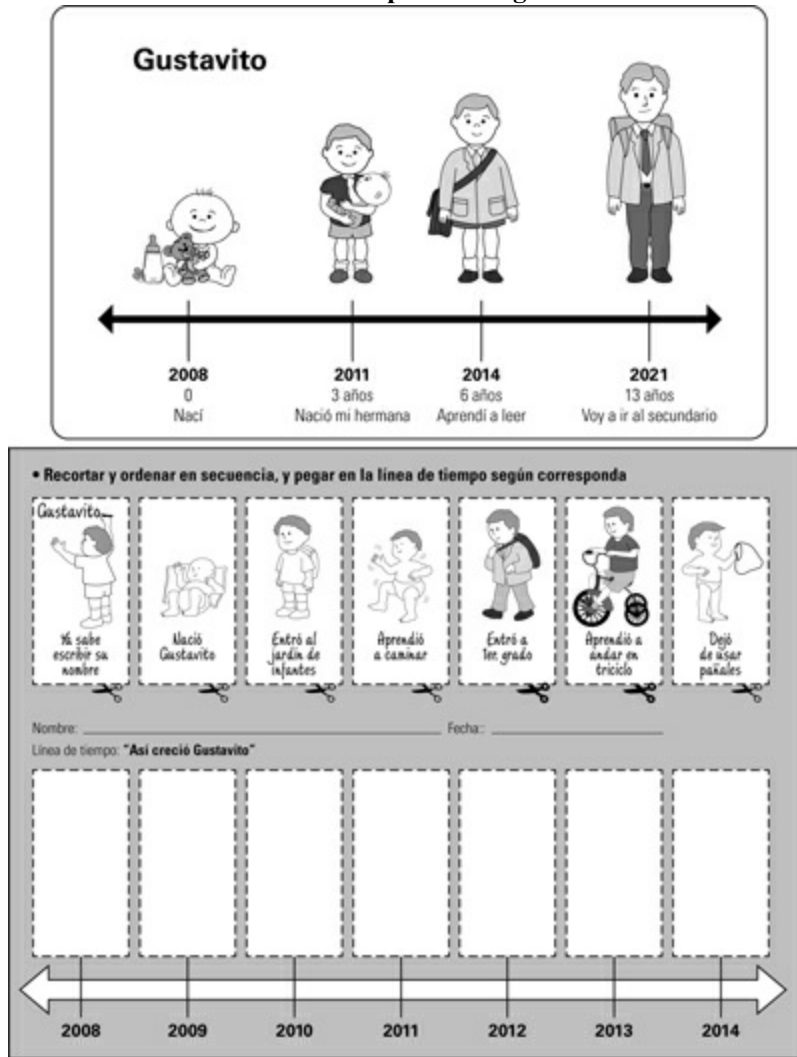 Gustavito
2008
0
Nací
2011
3 años
Nació mi hermana
2014
6 años
Aprendí a leer
2021
13 años
Voy a ir al secundario
• Recortar y ordenar en secuencia, y pegar en la línea de tiempo según corresponda
Gustavito
Ya sabe
escribir su
nombre
Nació
Gustavito
Entró al
jardín de
infantes
Aprendió
a caminar
Entró a
1er. grado
Aprendió a
andar en
triciclo
Dejó
de usar
pañales
Nombre: Fecha::
Línea de tiempo: "Así creció Gustavito"
2008 2009 2010 2011 2012 2013 2014